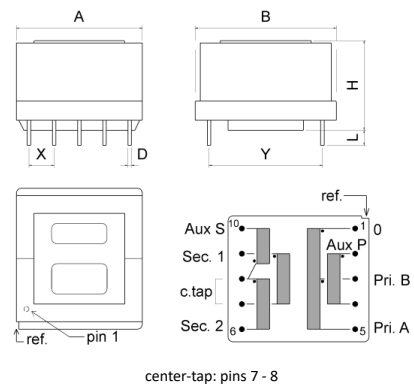 A
B
H
L
X
D
Y
ref.
10
1
Aux S
0
Aux P
Sec. 1
c.tap
Pri. B
Sec. 2
6
5
Pri. A
ref.
pin 1
center-tap: pins 7 - 8